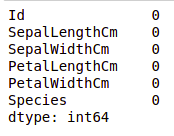 Id 0
SepalLengthCm 0
SepalWidthCm 0
PetalLengthCm 0
PetalWidthCm 0
Species 0
dtype: int64